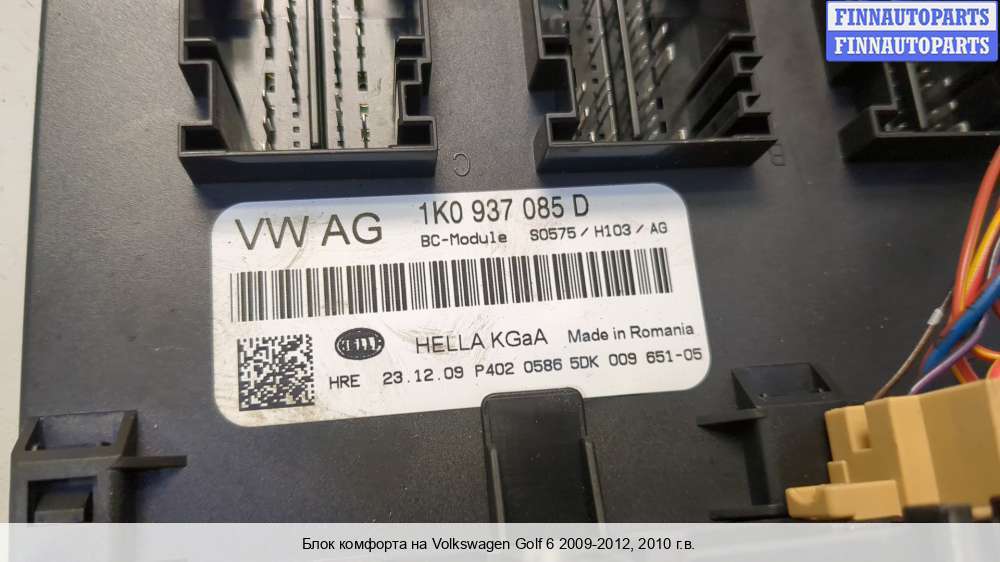 FINNAUTOPARTS
FINNAUTOPARTS
C
B
VW AG
1K0 937 085 D
BC-Module S0575 / H103 / AG
HELLA
HELLA KGaA Made in Romania
HRE 23.12.09 P402 0586 5DK 009 651-05
Блок комфорта на Volkswagen Golf 6 2009-2012, 2010 г.в.